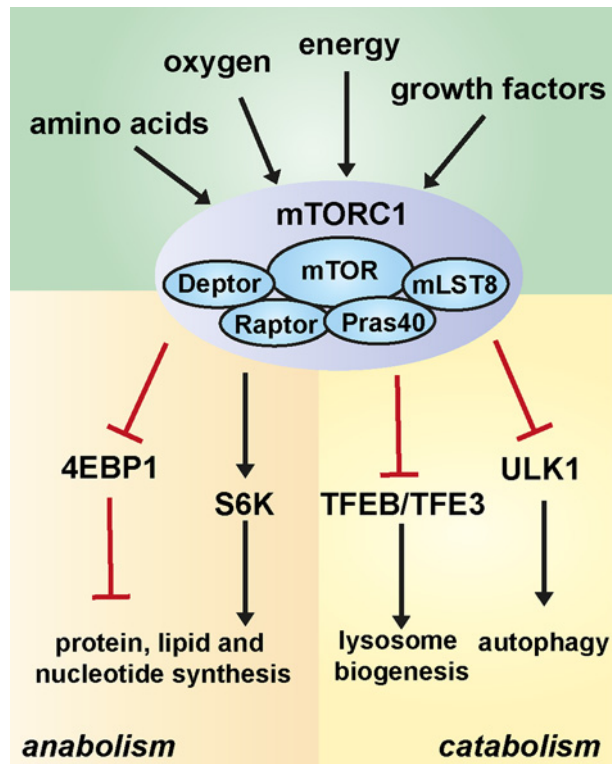 energy
oxygen
growth factors
amino acids
mTORC1
mTOR
Deptor
mLST8
Raptor
Pras40
4EBP1
ULK1
S6K
TFEB/TFE3
protein, lipid and
nucleotide synthesis
lysosome
biogenesis
autophagy
anabolism
catabolism